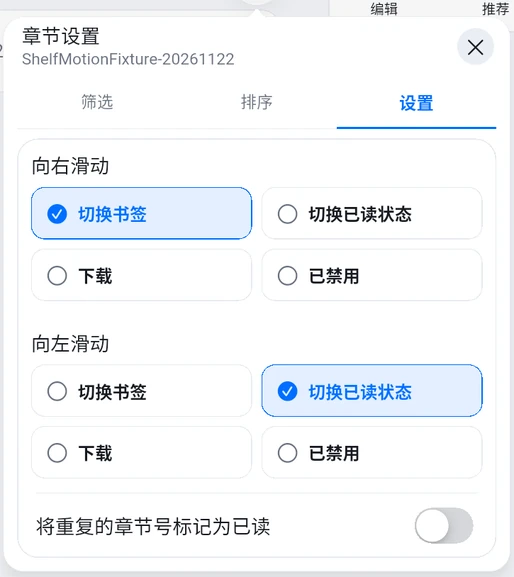 编辑 推荐
章节设置
ShelfMotionFixture-20261122
筛选 排序 设置
向右滑动
切换书签 切换已读状态
下载 已禁用
向左滑动
切换书签 切换已读状态
下载 已禁用
将重复的章节号标记为已读